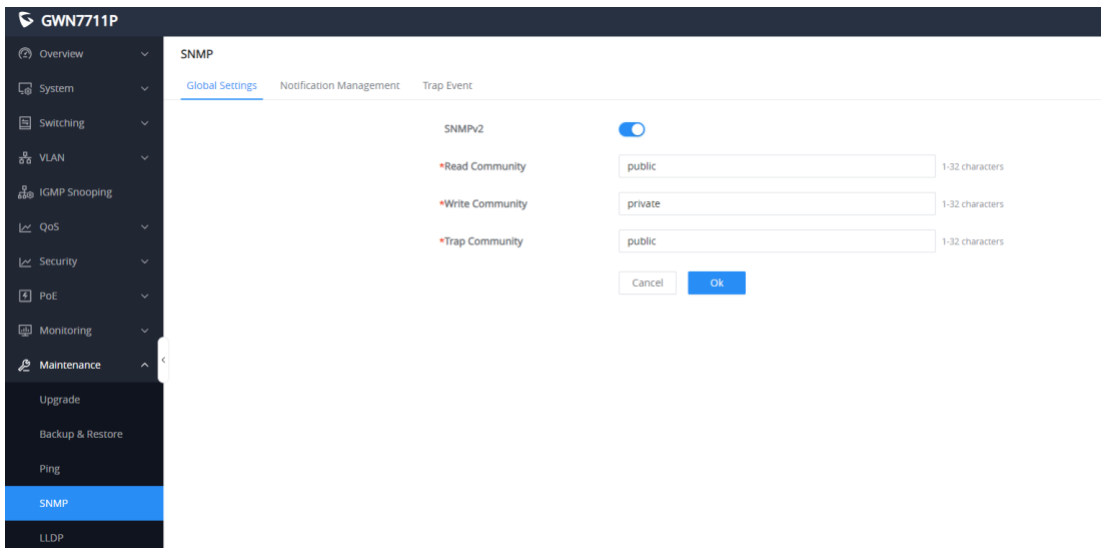 GWN7711P
Overview
System
Switching
VLAN
IGMP Snooping
QoS
Security
PoE
Monitoring
Maintenance
Upgrade
Backup & Restore
Ping
SNMP
LLDP
SNMP
Global Settings Notification Management Trap Event
SNMPv2
*Read Community public 1-32 characters
*Write Community private 1-32 characters
*Trap Community public 1-32 characters
Cancel Ok